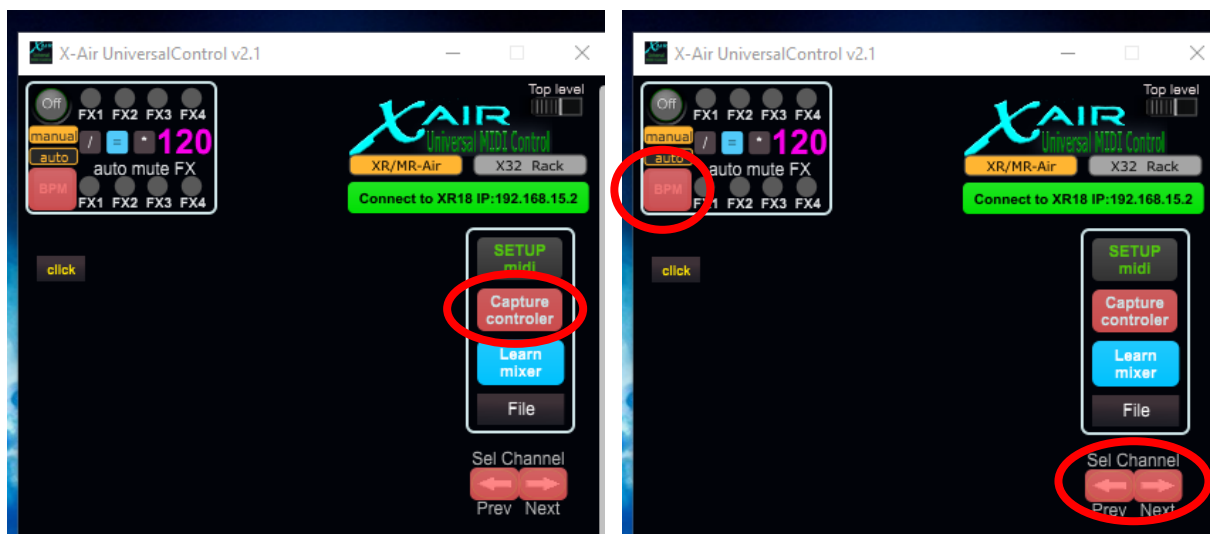 X-Air UniversalControl v2.1
Top level
Off
FX1 FX2 FX3 FX4
manual / = * 120
auto
auto mute FX
BPM
FX1 FX2 FX3 FX4
XAIR
Universal MIDI Control
XR/MR-Air X32 Rack
Connect to XR18 IP:192.168.15.2
click
SETUP
midi
Capture
controler
Learn
mixer
File
Sel Channel
Prev Next
X-Air UniversalControl v2.1
Top level
Off
FX1 FX2 FX3 FX4
manual / = * 120
auto
auto mute FX
BPM
FX1 FX2 FX3 FX4
XAIR
Universal MIDI Control
XR/MR-Air X32 Rack
Connect to XR18 IP:192.168.15.2
click
SETUP
midi
Capture
controler
Learn
mixer
File
Sel Channel
Prev Next